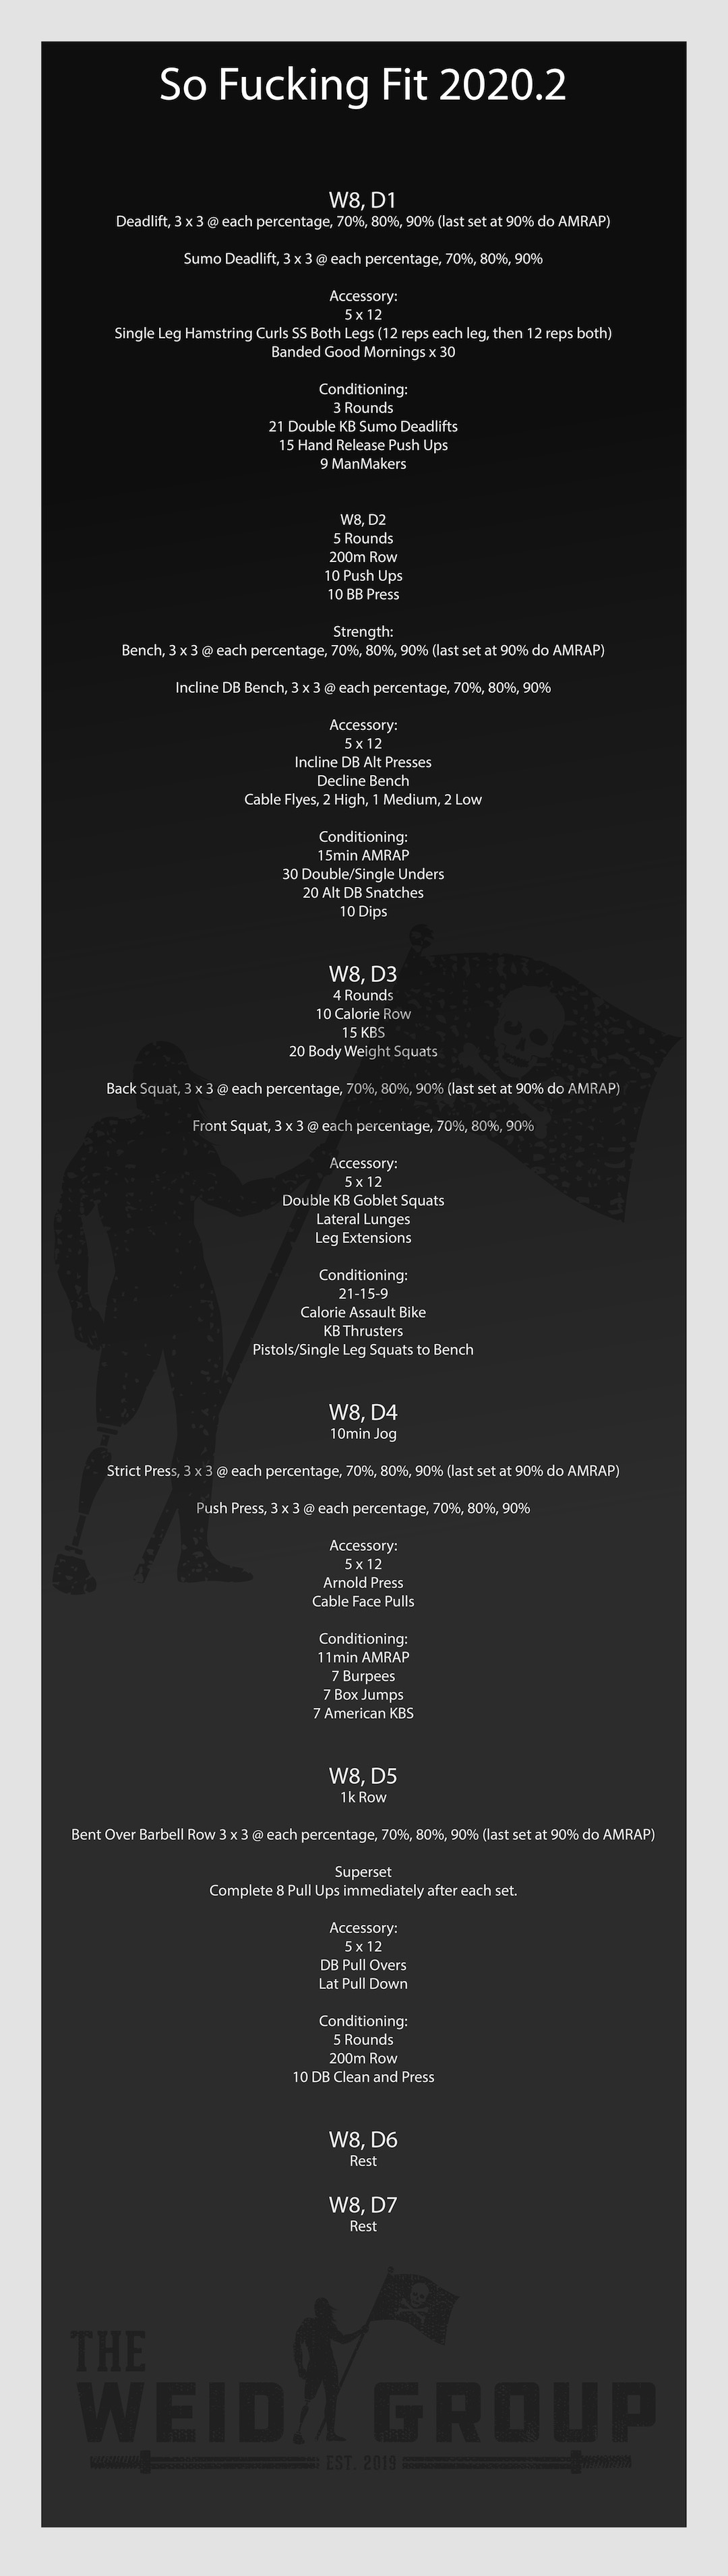 So Fucking Fit 2020.2
W8, D1
Deadlift, 3 x 3 @ each percentage, 70%, 80%, 90% (last set at 90% do AMRAP)
Sumo Deadlift, 3 x 3 @ each percentage, 70%, 80%, 90%
Accessory:
5 x 12
Single Leg Hamstring Curls SS Both Legs (12 reps each leg, then 12 reps both)
Banded Good Mornings x 30
Conditioning:
3 Rounds
21 Double KB Sumo Deadlifts
15 Hand Release Push Ups
9 ManMakers
W8, D2
5 Rounds
200m Row
10 Push Ups
10 BB Press
Strength:
Bench, 3 x 3 @ each percentage, 70%, 80%, 90% (last set at 90% do AMRAP)
Incline DB Bench, 3 x 3 @ each percentage, 70%, 80%, 90%
Accessory:
5 x 12
Incline DB Alt Presses
Decline Bench
Cable Flyes, 2 High, 1 Medium, 2 Low
Conditioning:
15min AMRAP
30 Double/Single Unders
20 Alt DB Snatches
10 Dips
W8, D3
4 Rounds
10 Calorie Row
15 KBS
20 Body Weight Squats
Back Squat, 3 x 3 @ each percentage, 70%, 80%, 90% (last set at 90% do AMRAP)
Front Squat, 3 x 3 @ each percentage, 70%, 80%, 90%
Accessory:
5 x 12
Double KB Goblet Squats
Lateral Lunges
Leg Extensions
Conditioning:
21-15-9
Calorie Assault Bike
KB Thrusters
Pistols/Single Leg Squats to Bench
W8, D4
10min Jog
Strict Press, 3 x 3 @ each percentage, 70%, 80%, 90% (last set at 90% do AMRAP)
Push Press, 3 x 3 @ each percentage, 70%, 80%, 90%
Accessory:
5 x 12
Arnold Press
Cable Face Pulls
Conditioning:
11min AMRAP
7 Burpees
7 Box Jumps
7 American KBS
W8, D5
1k Row
Bent Over Barbell Row 3 x 3 @ each percentage, 70%, 80%, 90% (last set at 90% do AMRAP)
Superset
Complete 8 Pull Ups immediately after each set.
Accessory:
5 x 12
DB Pull Overs
Lat Pull Down
Conditioning:
5 Rounds
200m Row
10 DB Clean and Press
W8, D6
Rest
W8, D7
Rest
THE
WEID GROUP
EST. 2019